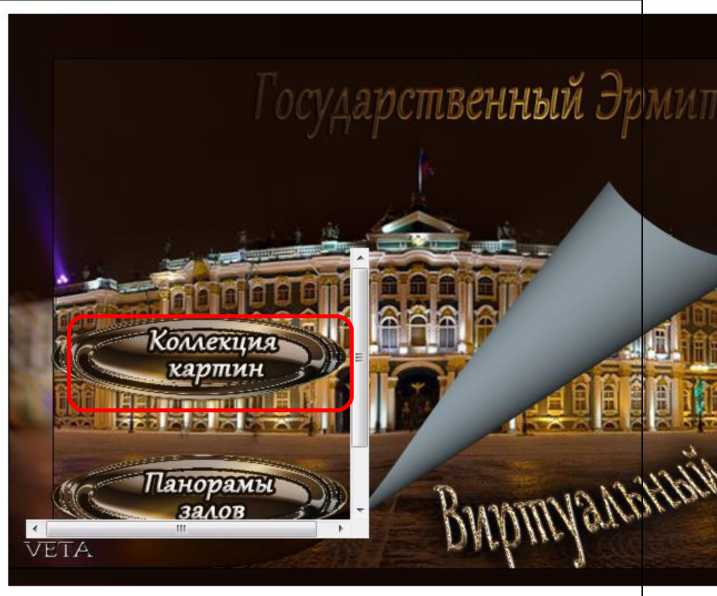 Государственный Эрмит
Коллекция
картин
Панорамы
залов
Виртуальный
VETA